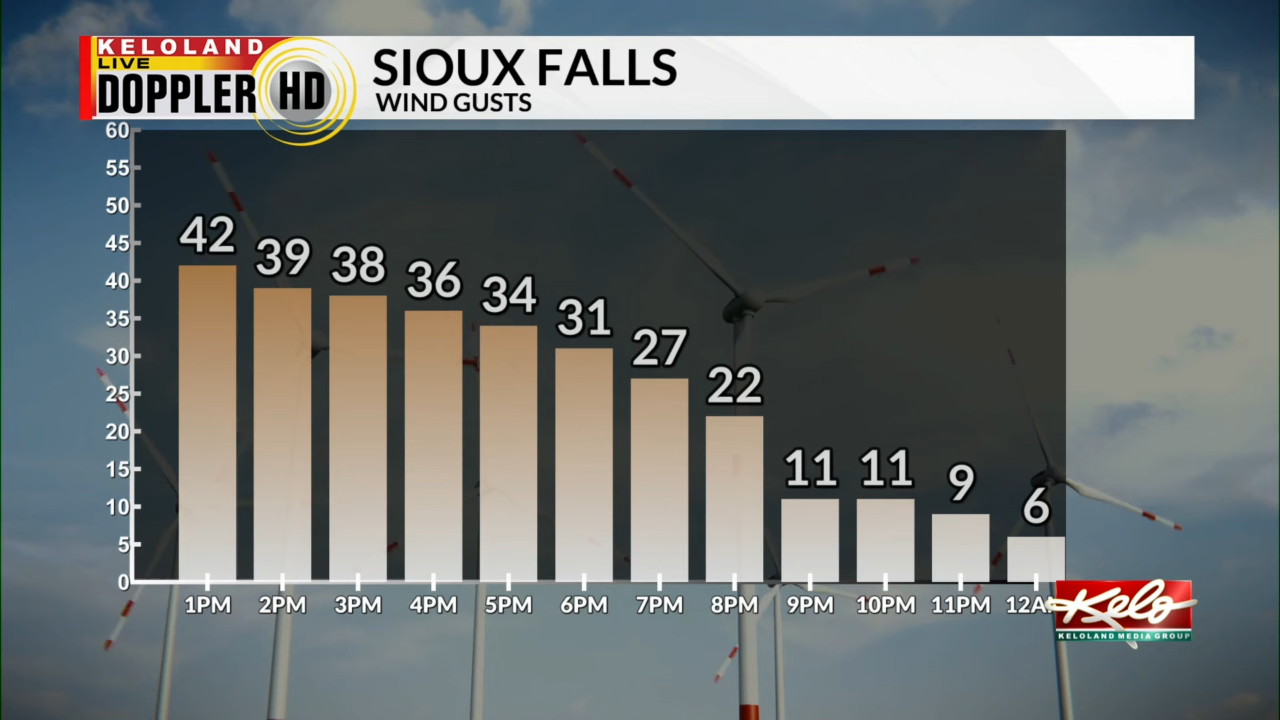 KELOLAND
LIVE
DOPPLER HD
SIOUX FALLS
WIND GUSTS
60
55
50
45
40
35
30
25
20
15
10
5
0
42 39 38 36 34 31 27 22 11 11 9 6
1PM 2PM 3PM 4PM 5PM 6PM 7PM 8PM 9PM 10PM 11PM 12A
Kelo
KELOLAND MEDIA GROUP